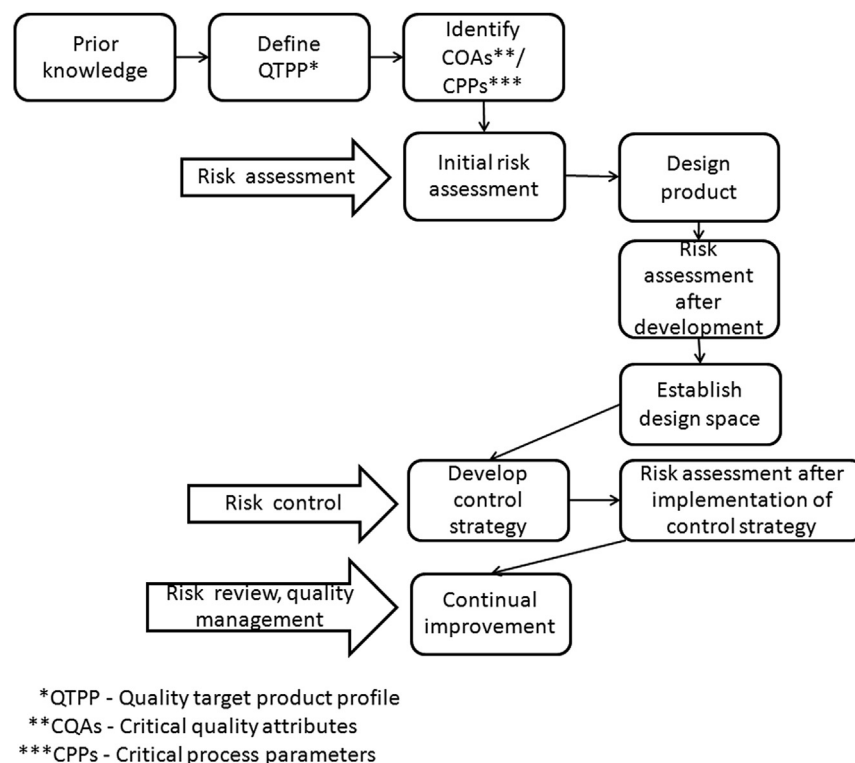 Prior
knowledge
Define
QTPP*
Identify
COAs**/
CPPs***
Risk assessment
Initial risk
assessment
Design
product
Risk
assessment
after
development
Establish
design space
Risk control
Develop
control
strategy
Risk assessment after
implementation of
control strategy
Risk review, quality
management
Continual
improvement
*QTPP - Quality target product profile
**CQAs - Critical quality attributes
***CPPs - Critical process parameters